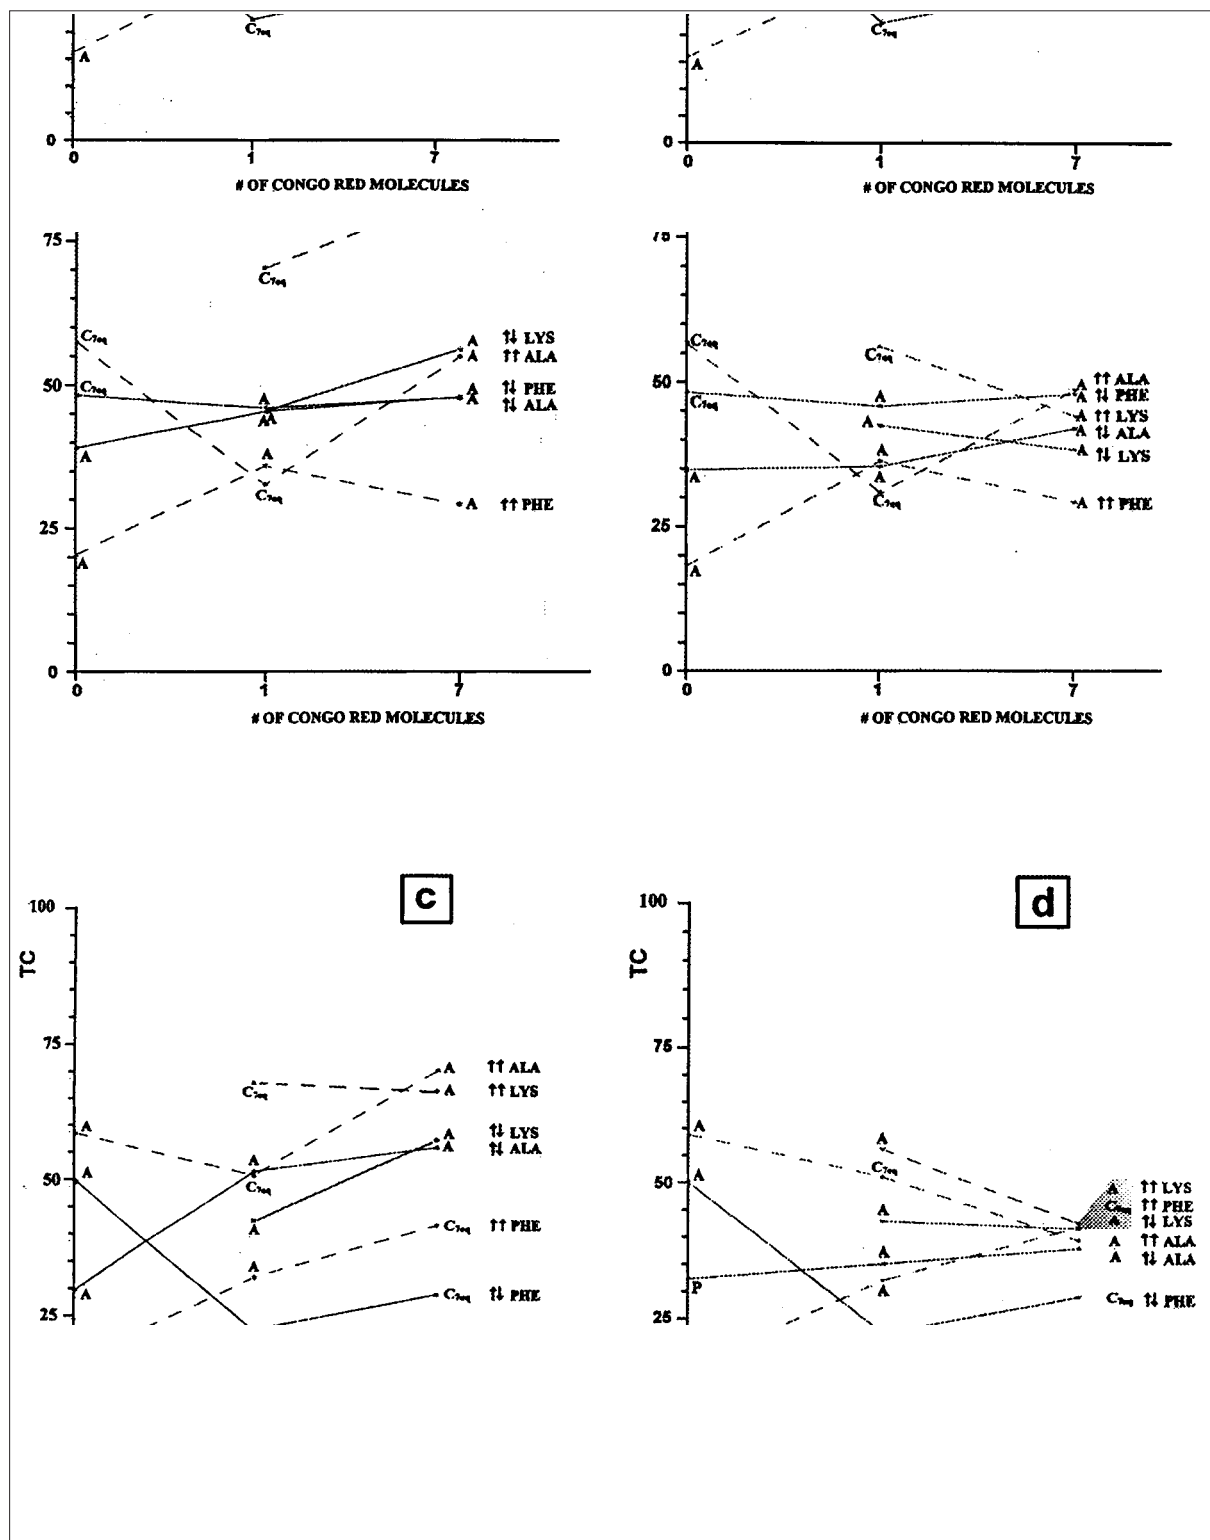 C7eq
A
0
0 1 7
# OF CONGO RED MOLECULES
C7eq
A
0
0 1 7
# OF CONGO RED MOLECULES
75
C7eq
C7eq
A ↑↓ LYS
A ↑↑ ALA
50
C7eq
A
A ↑↓ PHE
A ↑↓ ALA
A A
A
A
C7eq
A ↑↑ PHE
25
A
0
0 1 7
# OF CONGO RED MOLECULES
75
C7eq
C7eq
50
C7eq
A ↑↑ ALA
A ↑↓ PHE
A
A ↑↑ LYS
A
A ↑↓ ALA
A
A ↑↓ LYS
A
A
C7eq
A ↑↑ PHE
25
A
0
0 1 7
# OF CONGO RED MOLECULES
c
100
TC
75
A ↑↑ ALA
C7eq
A ↑↑ LYS
A
A ↑↓ LYS
A ↑↓ ALA
A
A
50
C7eq
A
C7eq ↑↑ PHE
A
A
C7eq ↑↓ PHE
25
d
100
TC
75
A
A
C7eq
A
50
A ↑↑ LYS
C7eq ↑↑ PHE
A ↑↓ LYS
A
A ↑↑ ALA
A
A ↑↓ ALA
P
A
C7eq ↑↓ PHE
25